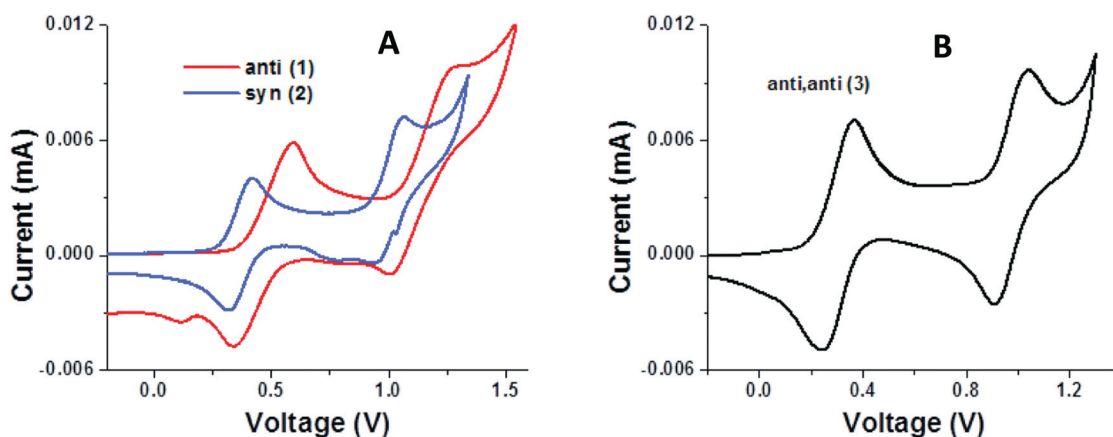 A
anti (1)
syn (2)
0.012
0.006
0.000
-0.006
Current (mA)
0.0
0.5
1.0
1.5
Voltage (V)
B
anti,anti (3)
0.012
0.006
0.000
-0.006
Current (mA)
0.0
0.4
0.8
1.2
Voltage (V)